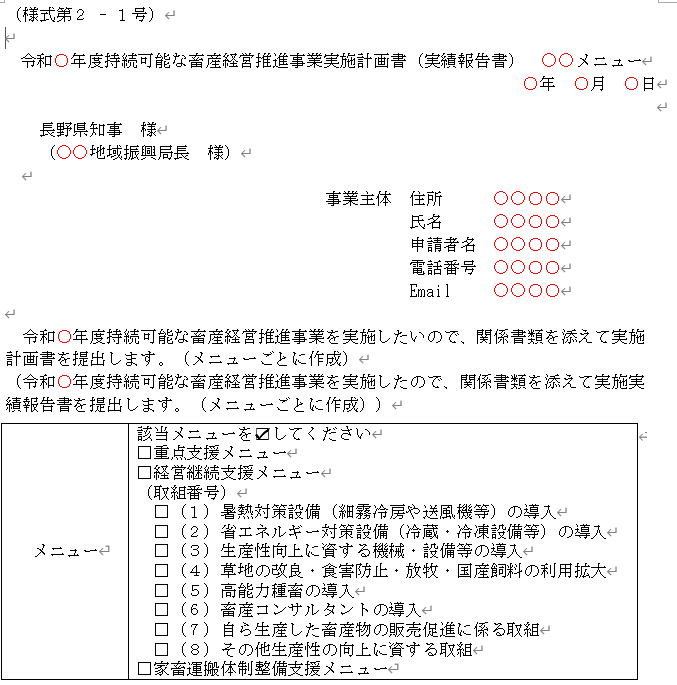 （様式第２－１号）
令和○年度持続可能な畜産経営推進事業実施計画書（実績報告書）　○○メニュー
○年　○月　○日
長野県知事　様
（○○地域振興局長　様）
事業主体　住所　　　○○○○
氏名　　　○○○○
申請者名　○○○○
電話番号　○○○○
Email　　○○○○
令和○年度持続可能な畜産経営推進事業を実施したいので、関係書類を添えて実施
計画書を提出します。（メニューごとに作成）
（令和○年度持続可能な畜産経営推進事業を実施したので、関係書類を添えて実施実
績報告書を提出します。（メニューごとに作成））
メニュー
該当メニューを☑してください
□重点支援メニュー
□経営継続支援メニュー
（取組番号）
□（１）暑熱対策設備（細霧冷房や送風機等）の導入
□（２）省エネルギー対策設備（冷蔵・冷凍設備等）の導入
□（３）生産性向上に資する機械・設備等の導入
□（４）草地の改良・食害防止・放牧・国産飼料の利用拡大
□（５）高能力種畜の導入
□（６）畜産コンサルタントの導入
□（７）自ら生産した畜産物の販売促進に係る取組
□（８）その他生産性の向上に資する取組
□家畜運搬体制整備支援メニュー